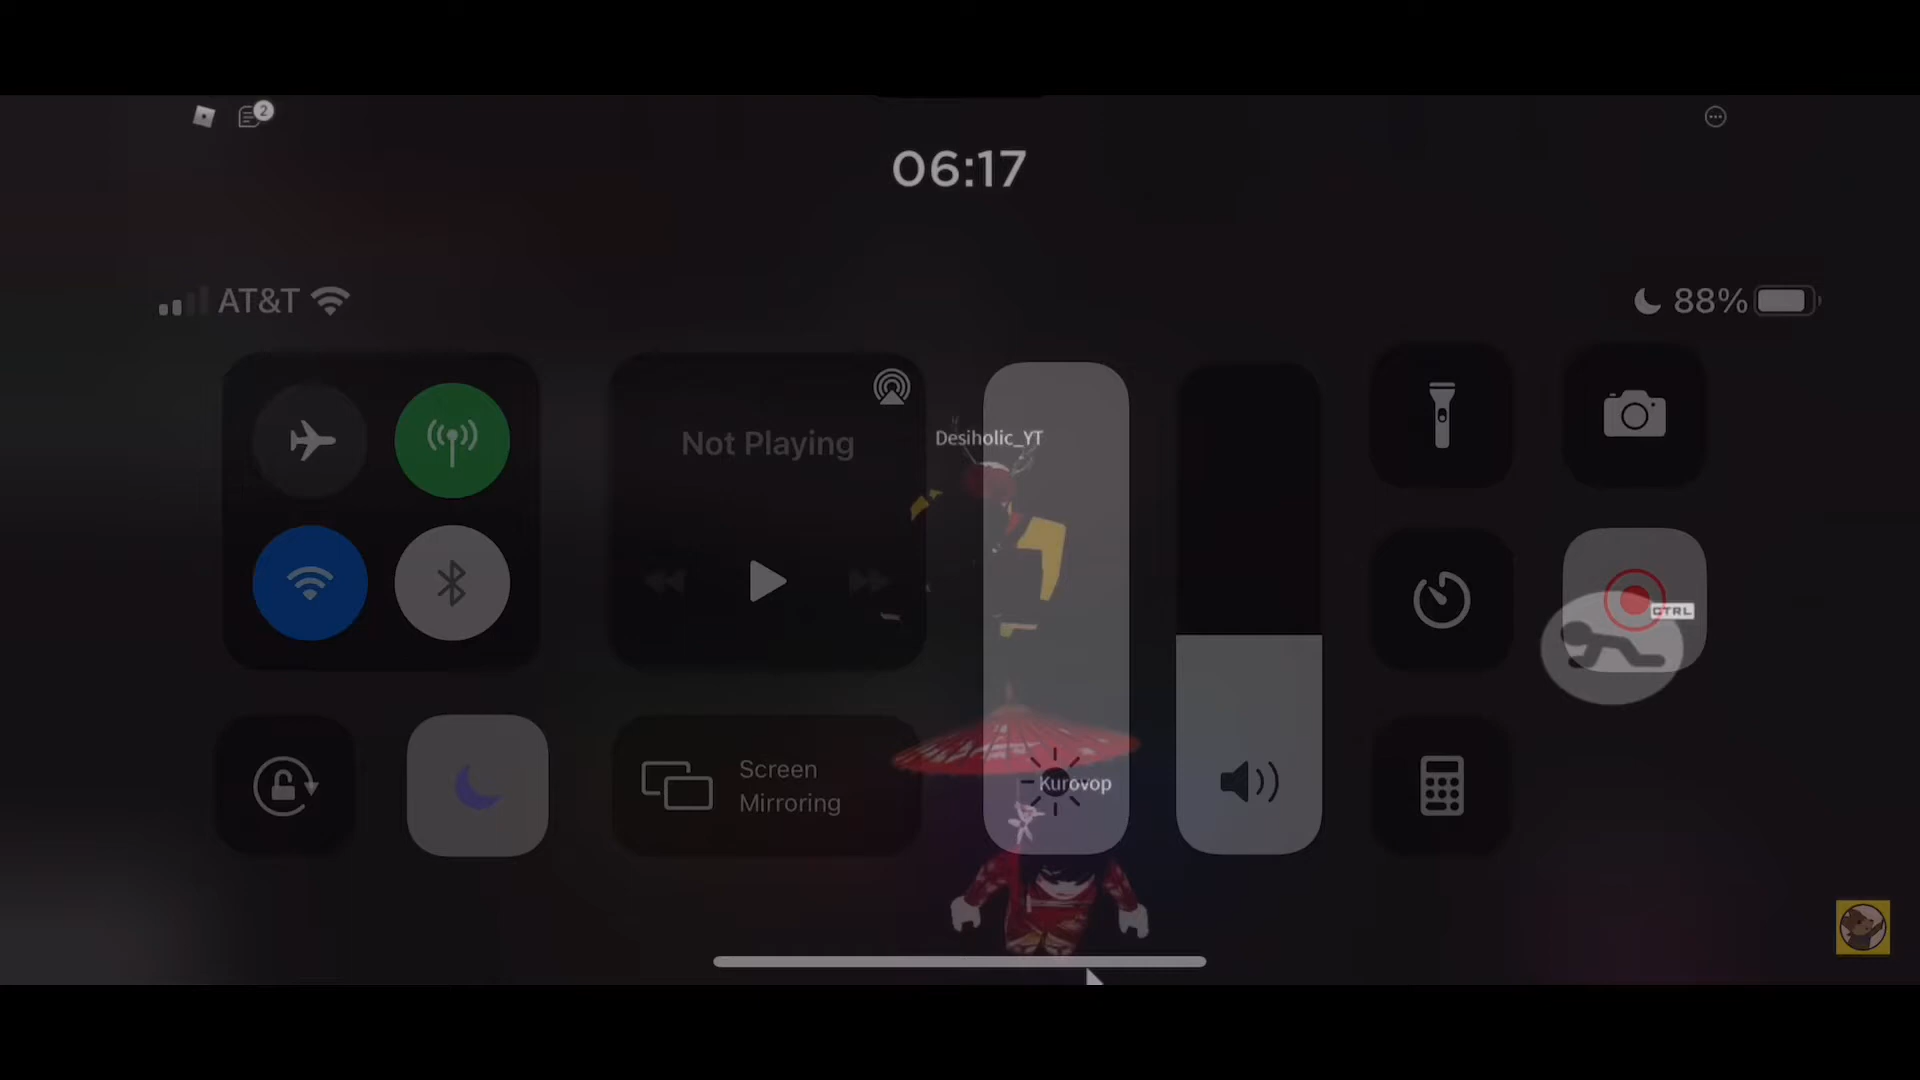 2
06:17
AT&T
88%
Not Playing
Desiholic_YT
CTRL
Screen
Mirroring
Kurovop